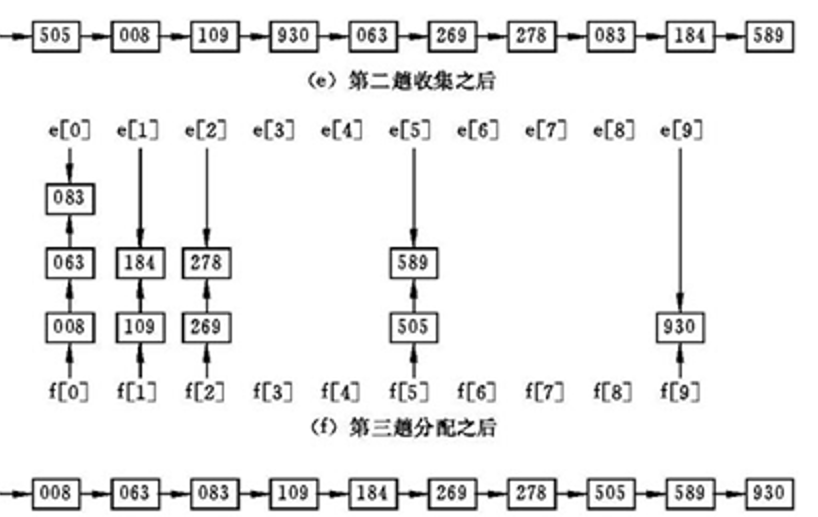 505 008 109 930 063 269 278 083 184 589
(e) 第二趟收集之后
e[0] e[1] e[2] e[3] e[4] e[5] e[6] e[7] e[8] e[9]
083
063 184 278 589
008 109 269 505 930
f[0] f[1] f[2] f[3] f[4] f[5] f[6] f[7] f[8] f[9]
(f) 第三趟分配之后
008 063 083 109 184 269 278 505 589 930